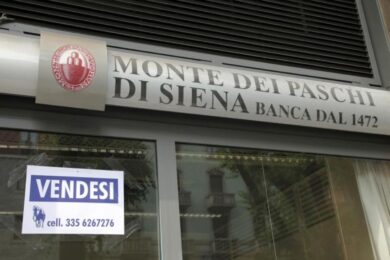 MONTE DEI PASCHI
DI SIENA BANCA DAL 1472
VENDESI
cell. 335 6267276